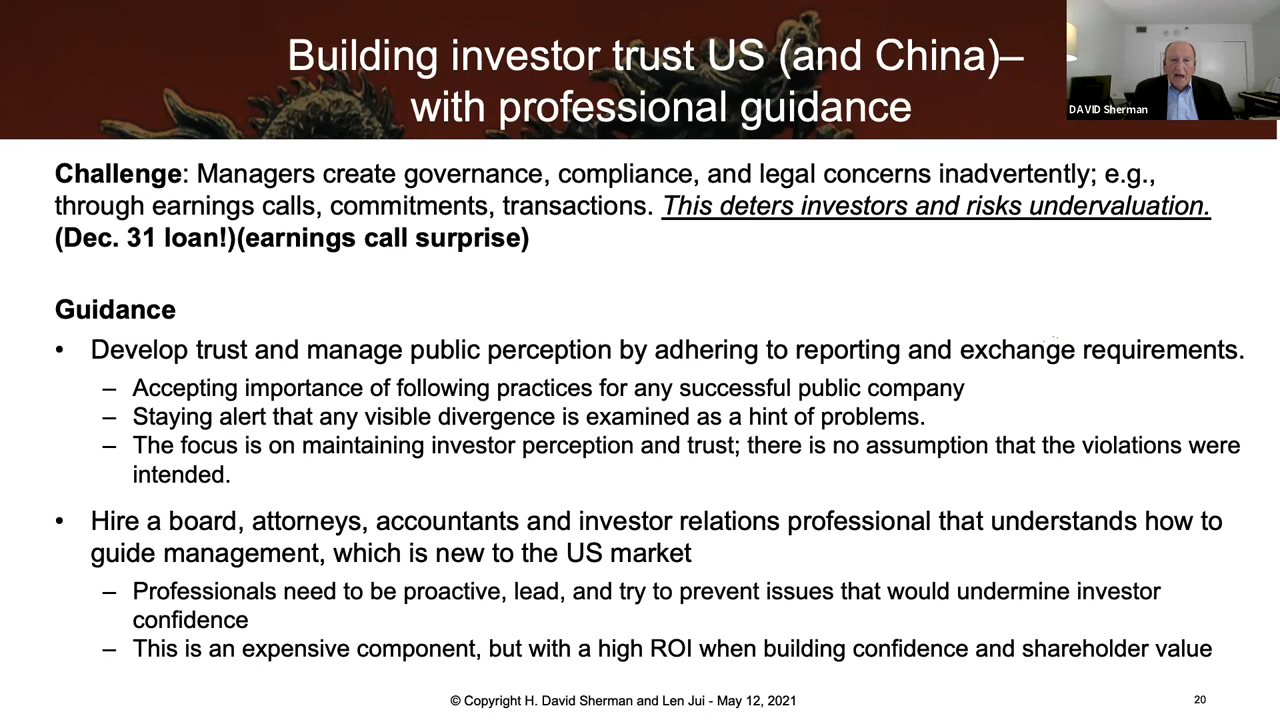 Building investor trust US (and China)–
with professional guidance
DAVID Sherman
Challenge: Managers create governance, compliance, and legal concerns inadvertently; e.g.,
through earnings calls, commitments, transactions. This deters investors and risks undervaluation.
(Dec. 31 loan!)(earnings call surprise)
Guidance
• Develop trust and manage public perception by adhering to reporting and exchange requirements.
– Accepting importance of following practices for any successful public company
– Staying alert that any visible divergence is examined as a hint of problems.
– The focus is on maintaining investor perception and trust; there is no assumption that the violations were
intended.
• Hire a board, attorneys, accountants and investor relations professional that understands how to
guide management, which is new to the US market
– Professionals need to be proactive, lead, and try to prevent issues that would undermine investor
confidence
– This is an expensive component, but with a high ROI when building confidence and shareholder value
© Copyright H. David Sherman and Len Jui - May 12, 2021
20